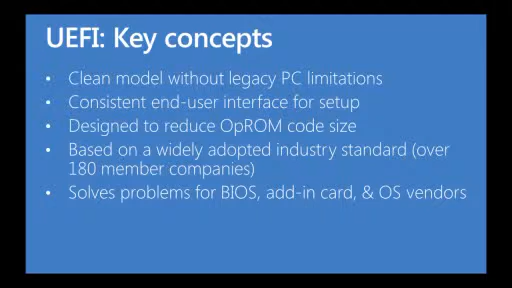 UEFI: Key concepts
• Clean model without legacy PC limitations
• Consistent end-user interface for setup
• Designed to reduce OpROM code size
• Based on a widely adopted industry standard (over
180 member companies)
• Solves problems for BIOS, add-in card, & OS vendors